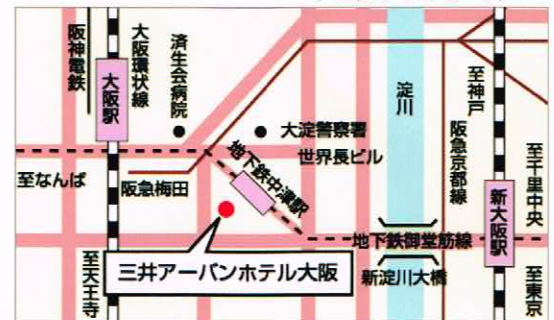 阪神電鉄
大阪駅
大阪環状線
済生会病院
大淀警察署
世界長ビル
淀川
至神戸
阪急京都線
至千里中央
新大阪駅
至東京
至なんば
阪急梅田
地下鉄中津駅
地下鉄御堂筋線
新淀川大橋
至天王寺
三井アーバンホテル大阪